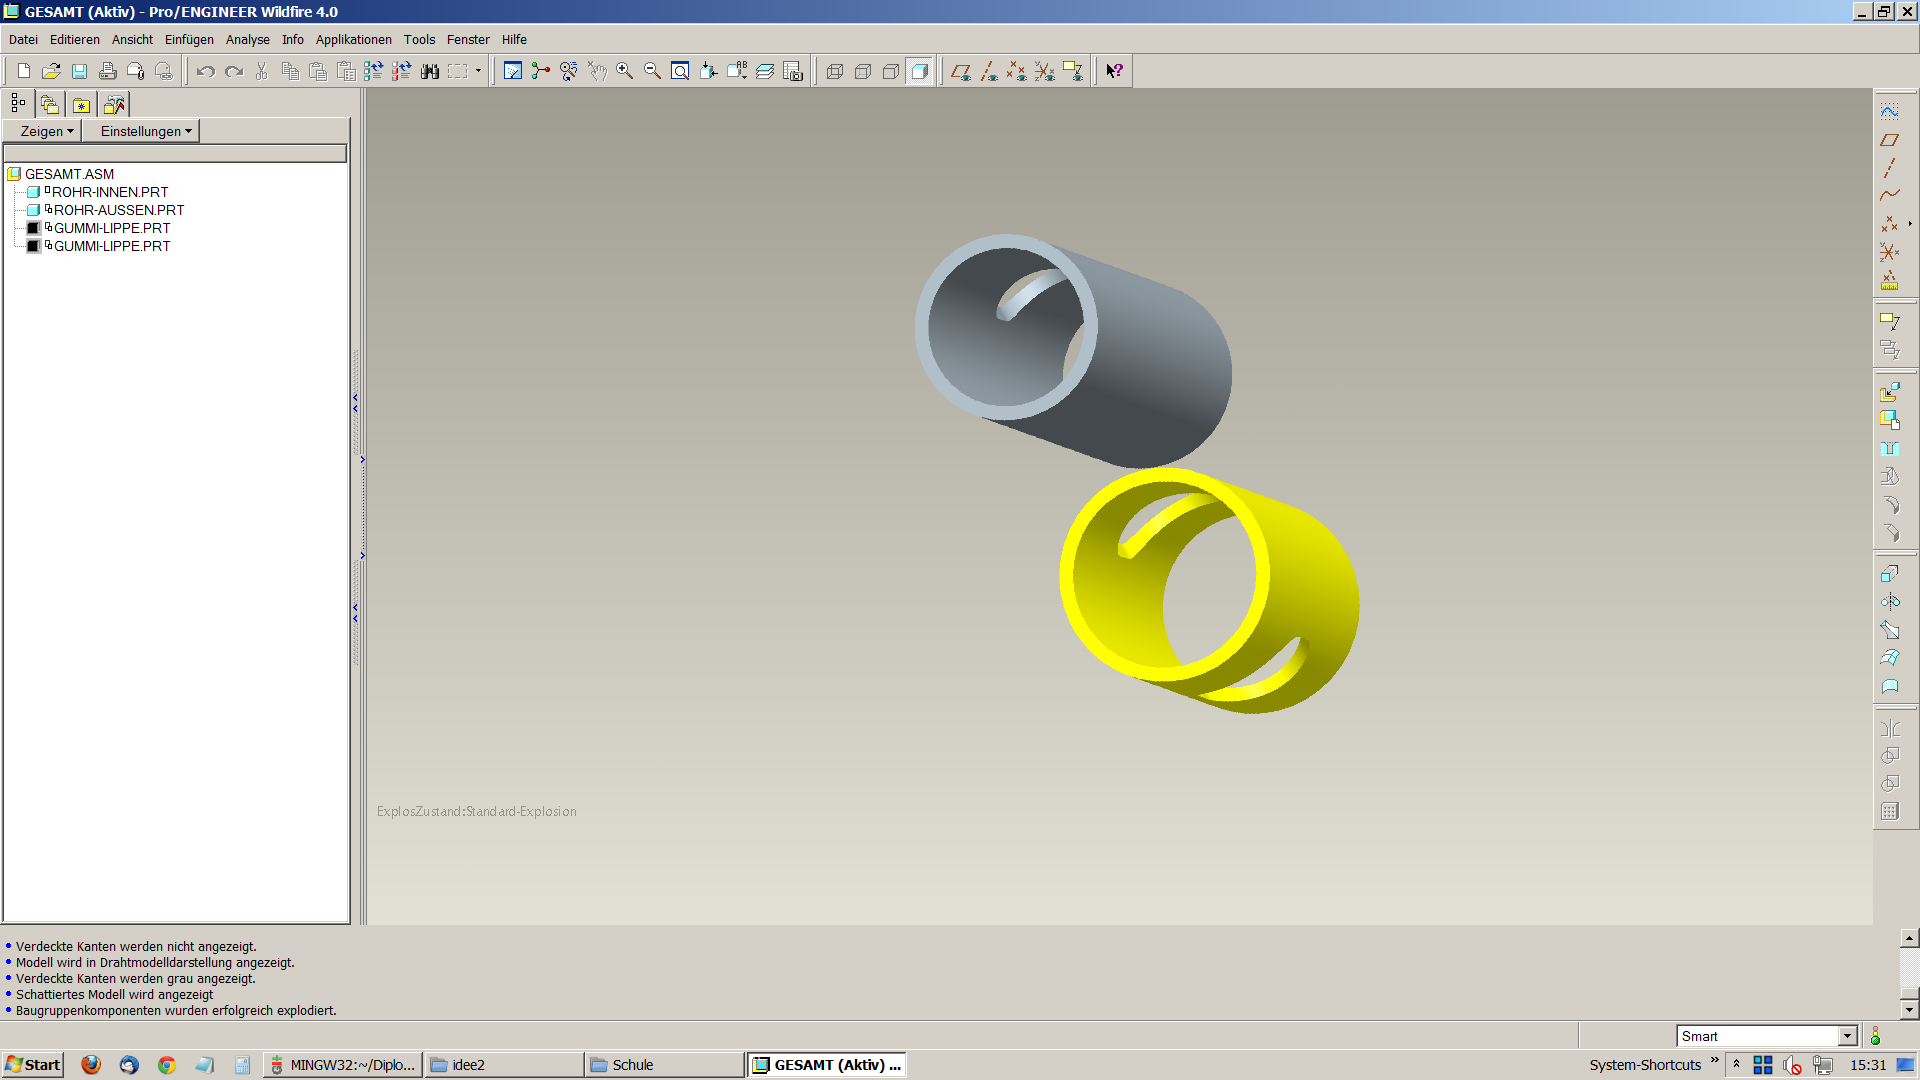 GESAMT (Aktiv) - Pro/ENGINEER Wildfire 4.0
Datei Editieren Ansicht Einfügen Analyse Info Applikationen Tools Fenster Hilfe
Zeigen Einstellungen
GESAMT.ASM
ROHR-INNEN.PRT
ROHR-AUSSEN.PRT
GUMMI-LIPPE.PRT
GUMMI-LIPPE.PRT
ExplosZustand:Standard-Explosion
Verdeckte Kanten werden nicht angezeigt.
Modell wird in Drahtmodelldarstellung angezeigt.
Verdeckte Kanten werden grau angezeigt.
Schattiertes Modell wird angezeigt
Baugruppenkomponenten wurden erfolgreich explodiert.
Smart
Start MINGW32:~/Diplo... idee2 Schule GESAMT (Aktiv) ... System-Shortcuts » 15:31